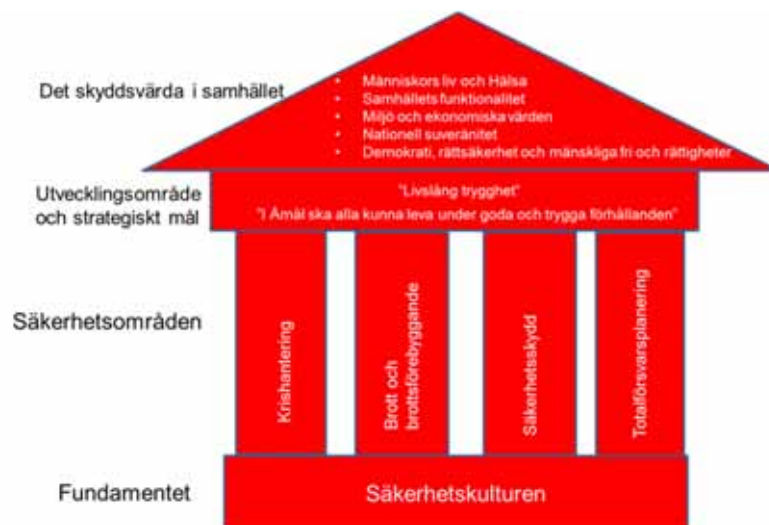 Det skyddsvärda i samhället
• Människors liv och Hälsa
• Samhällets funktionalitet
• Miljö och ekonomiska värden
• Nationell suveränitet
• Demokrati, rättsäkerhet och mänskliga fri och rättigheter
Utvecklingsområde
och strategiskt mål
"Livslång trygghet"
"I Åmål ska alla kunna leva under goda och trygga förhållanden"
Säkerhetsområden
Krishantering
Brott och
brottsförebyggande
Säkerhetsskydd
Totalförsvarsplanering
Fundamentet
Säkerhetskulturen